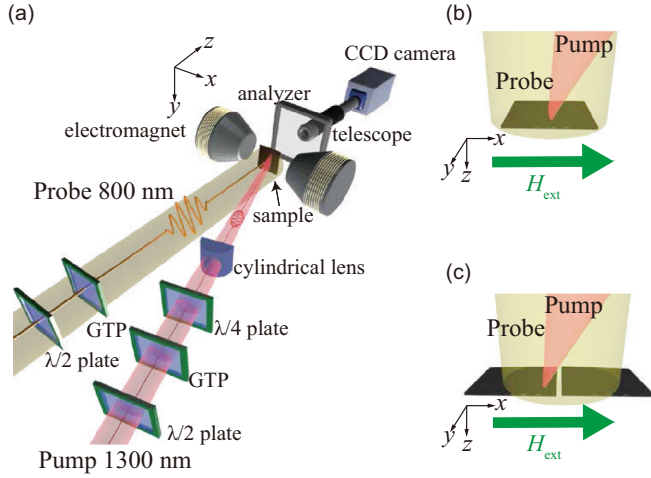 (a)
z
x
y
CCD camera
analyzer
electromagnet
telescope
Probe 800 nm
sample
cylindrical lens
GTP
λ/2 plate
λ/4 plate
GTP
λ/2 plate
Pump 1300 nm
(b)
Pump
Probe
x
y
z
H_ext
(c)
Pump
Probe
x
y
z
H_ext